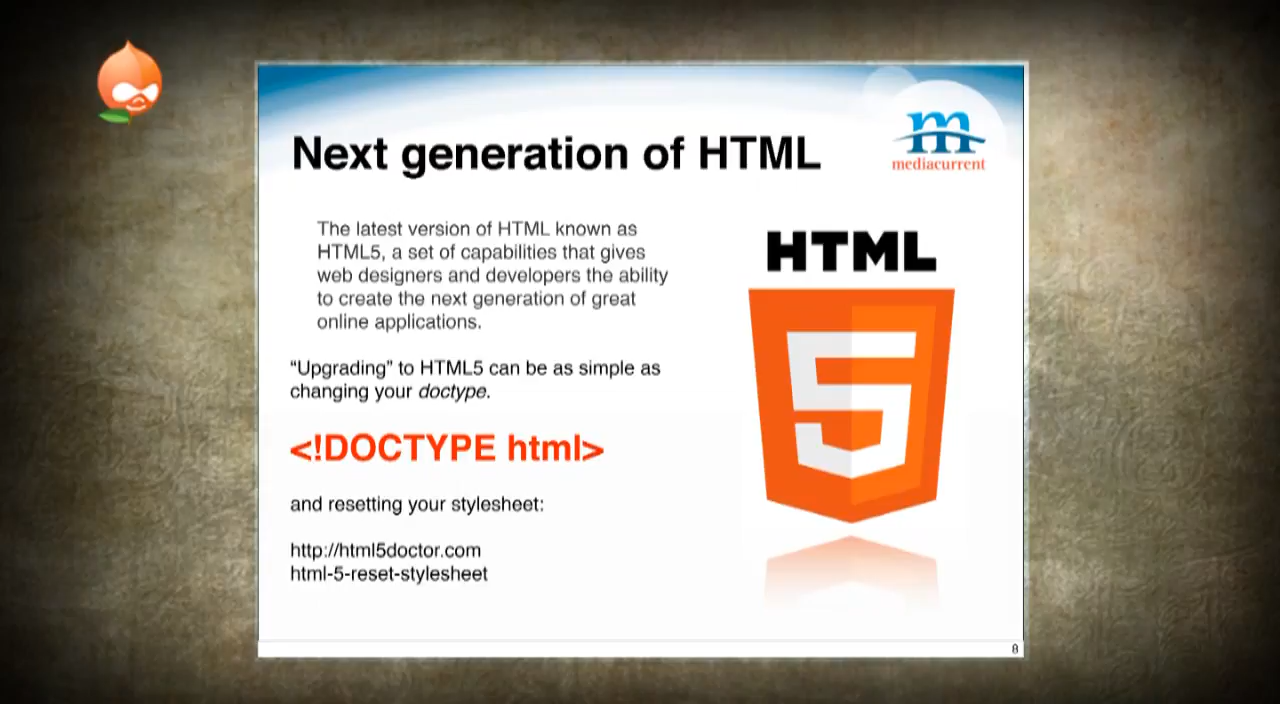 Next generation of HTML
mediacurrent
The latest version of HTML known as
HTML5, a set of capabilities that gives
web designers and developers the ability
to create the next generation of great
online applications.
HTML
5
“Upgrading” to HTML5 can be as simple as
changing your doctype.
<!DOCTYPE html>
and resetting your stylesheet:
http://html5doctor.com
html-5-reset-stylesheet
8